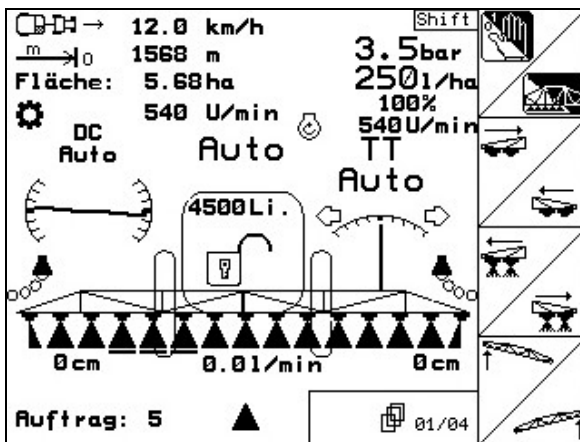 Shift
12.0 km/h
m 0 1568 m
3.5bar
Fläche: 5.68ha
250l/ha
100%
540 U/min
540U/min
DC
Auto
Auto
TT
Auto
4500Li.
0cm
0.0l/min
0cm
Auftrag: 5
01/04